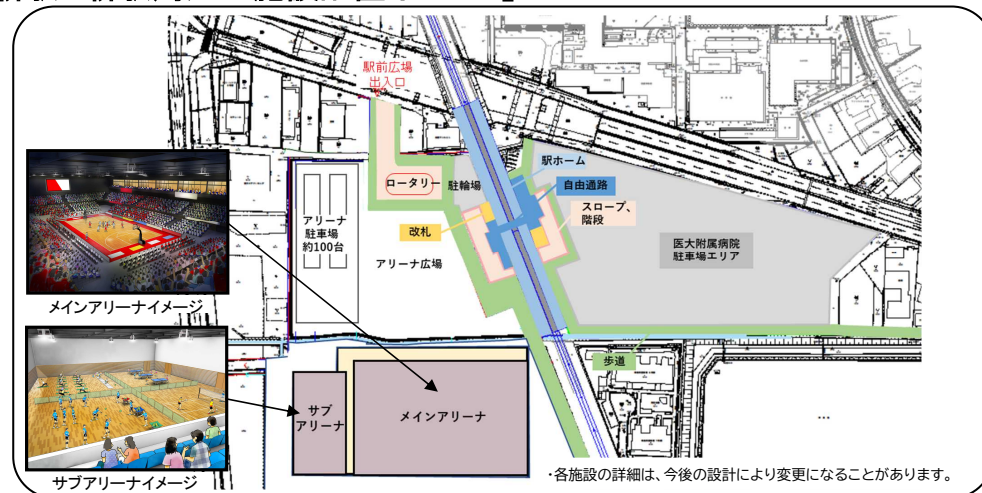 駅前広場
出入口
駅ホーム
ロータリー
駐輪場
自由通路
アリーナ
駐車場
約100台
スロープ、
階段
改札
医大附属病院
駐車場エリア
アリーナ広場
メインアリーナイメージ
歩道
サブ
アリーナ
メインアリーナ
サブアリーナイメージ
・各施設の詳細は、今後の設計により変更になることがあります。